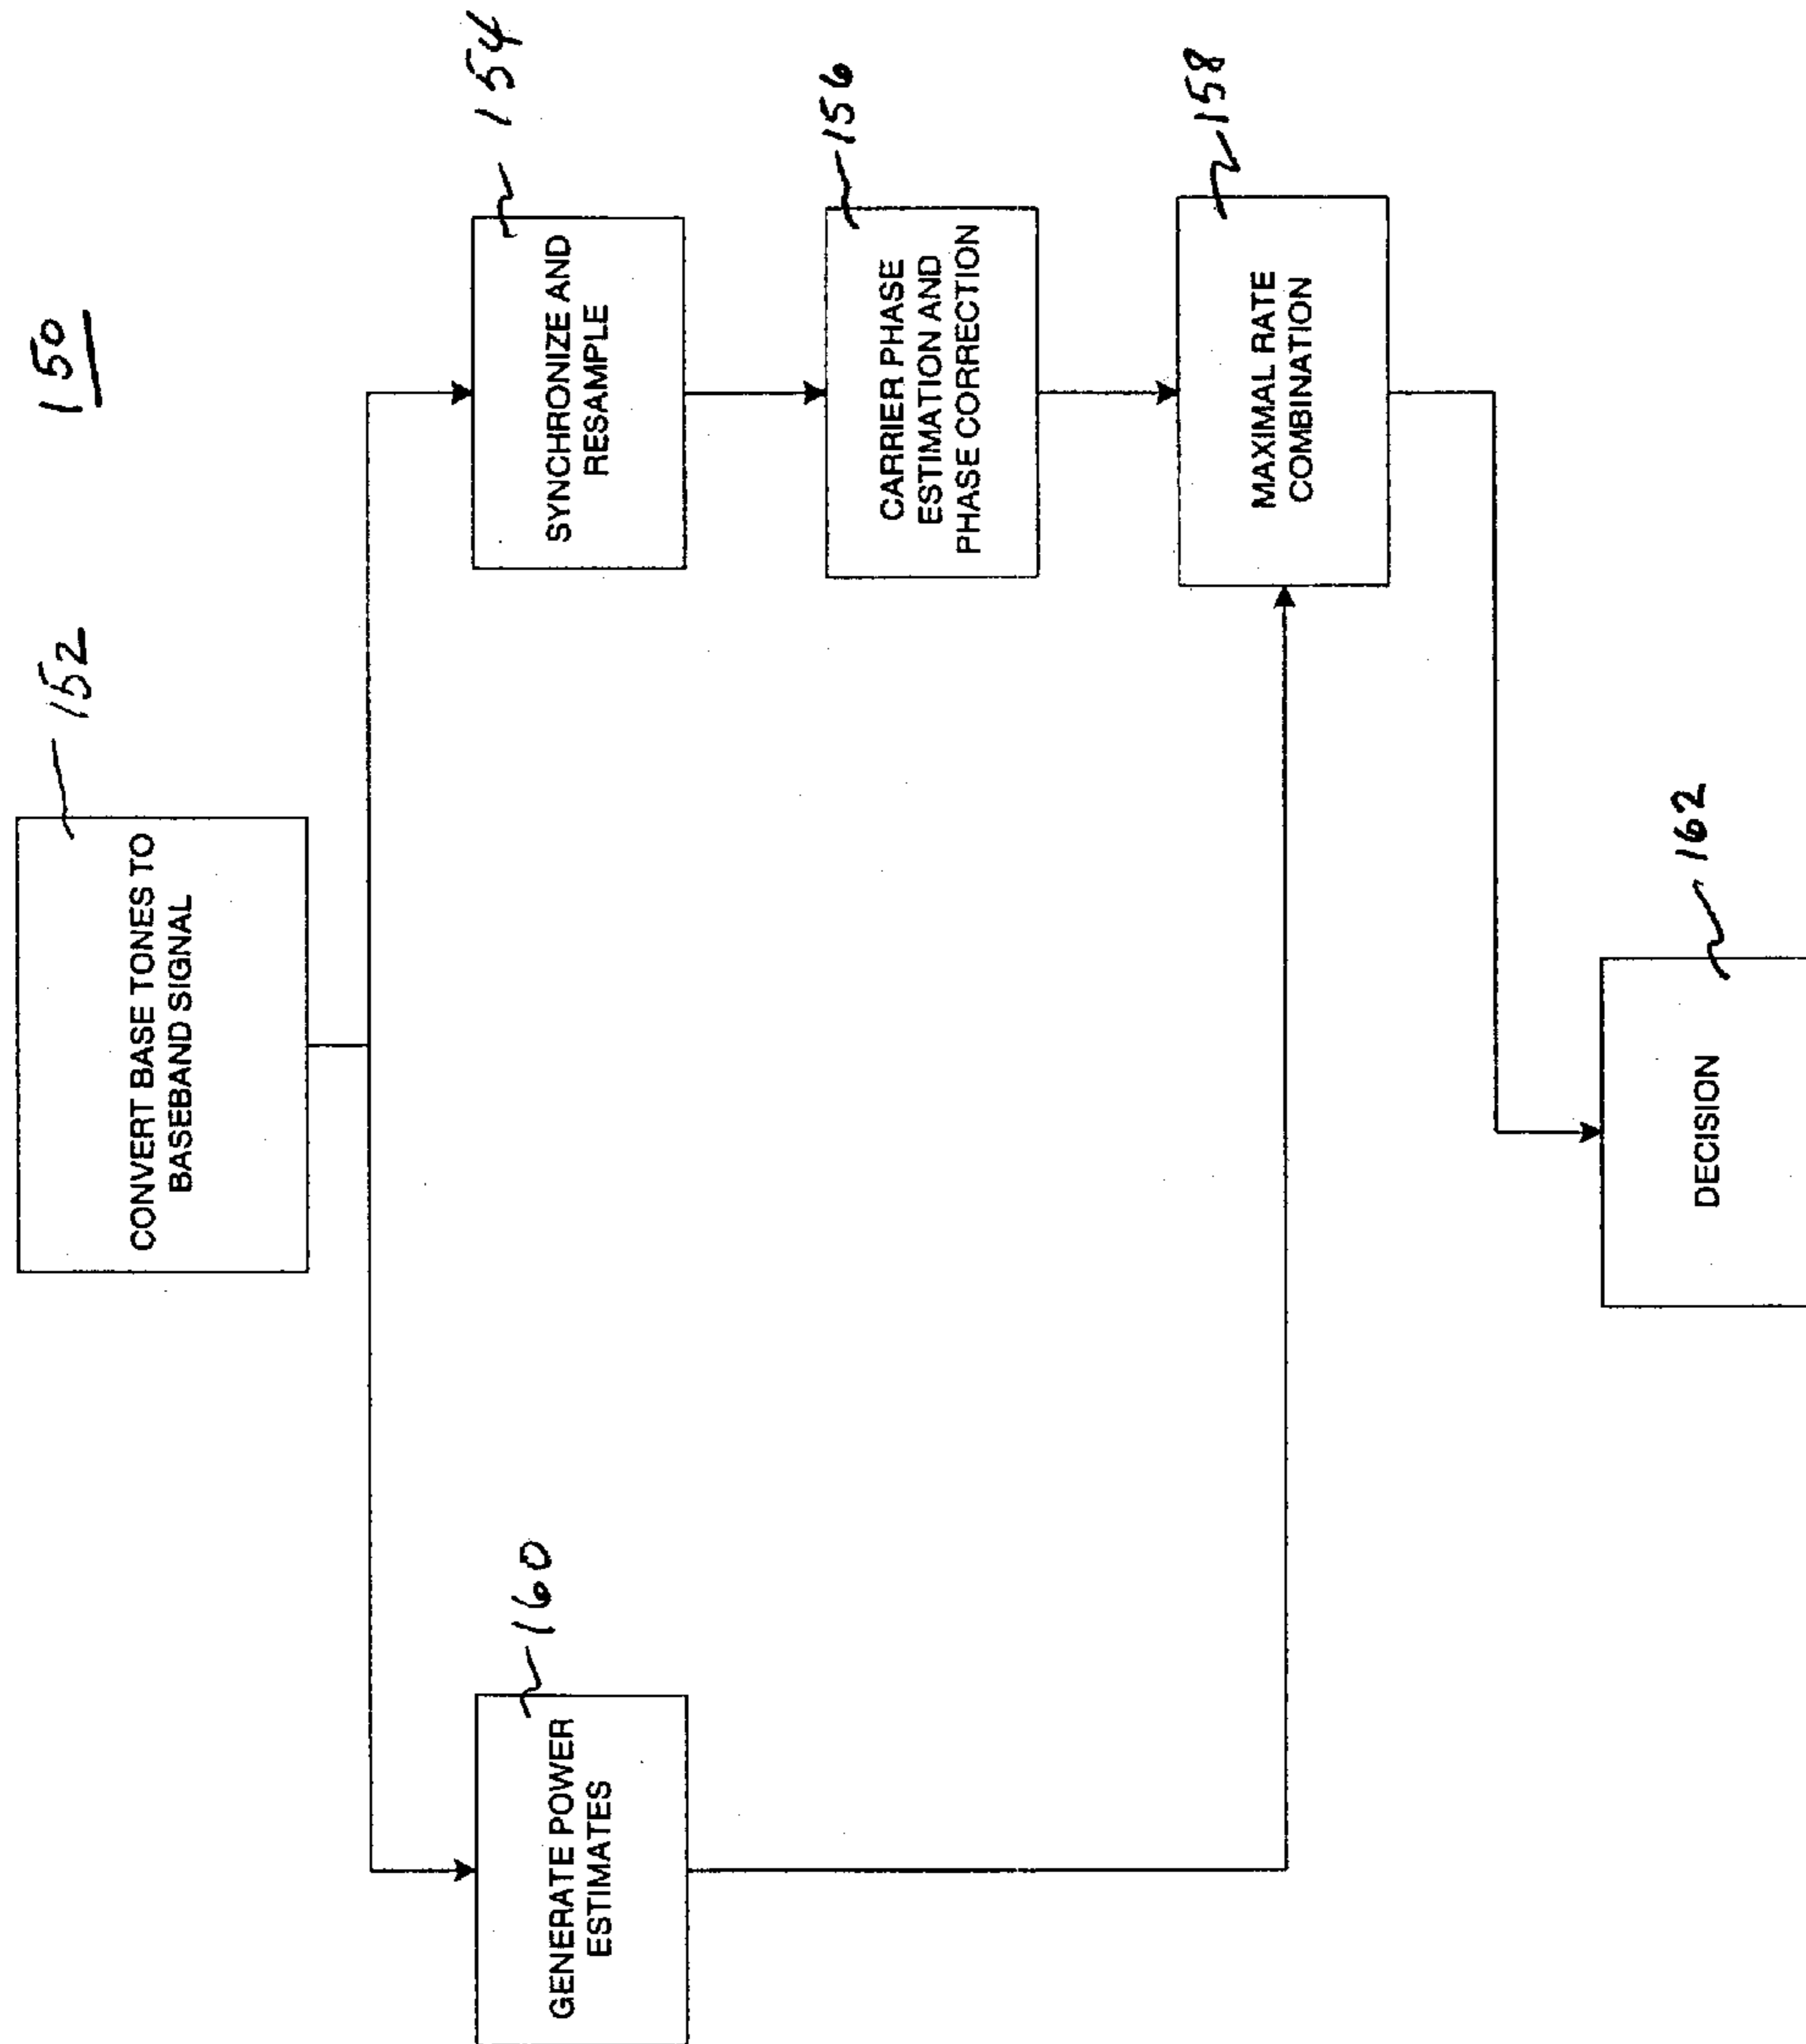 150
152
CONVERT BASE TONES TO
BASEBAND SIGNAL
154
SYNCHRONIZE AND
RESAMPLE
156
CARRIER PHASE
ESTIMATION AND
PHASE CORRECTION
158
MAXIMAL RATE
COMBINATION
160
GENERATE POWER
ESTIMATES
162
DECISION